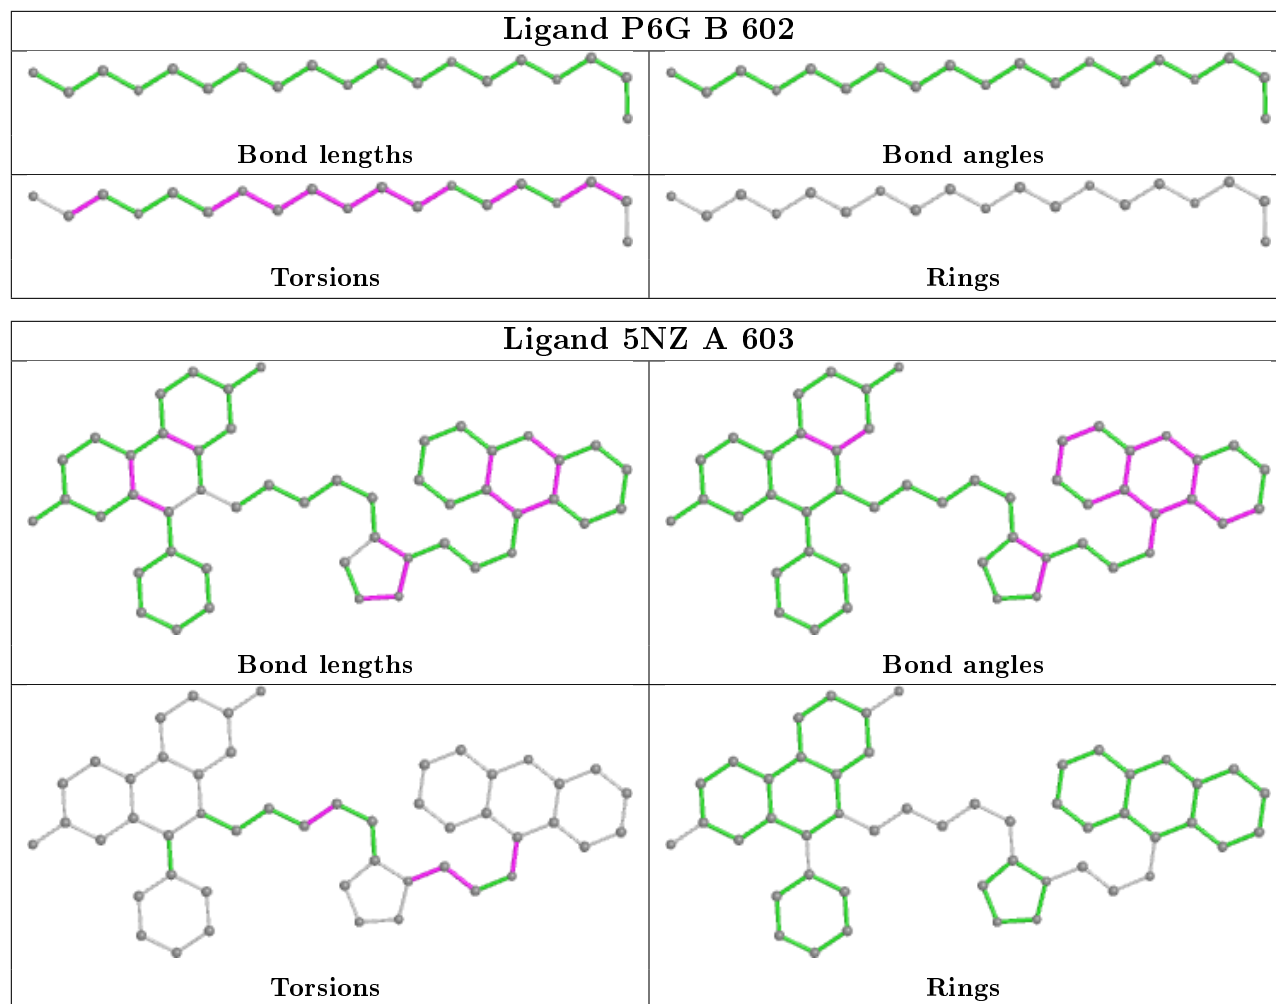 Ligand P6G B 602
Bond lengths
Bond angles
Torsions
Rings
Ligand 5NZ A 603
Bond lengths
Bond angles
Torsions
Rings